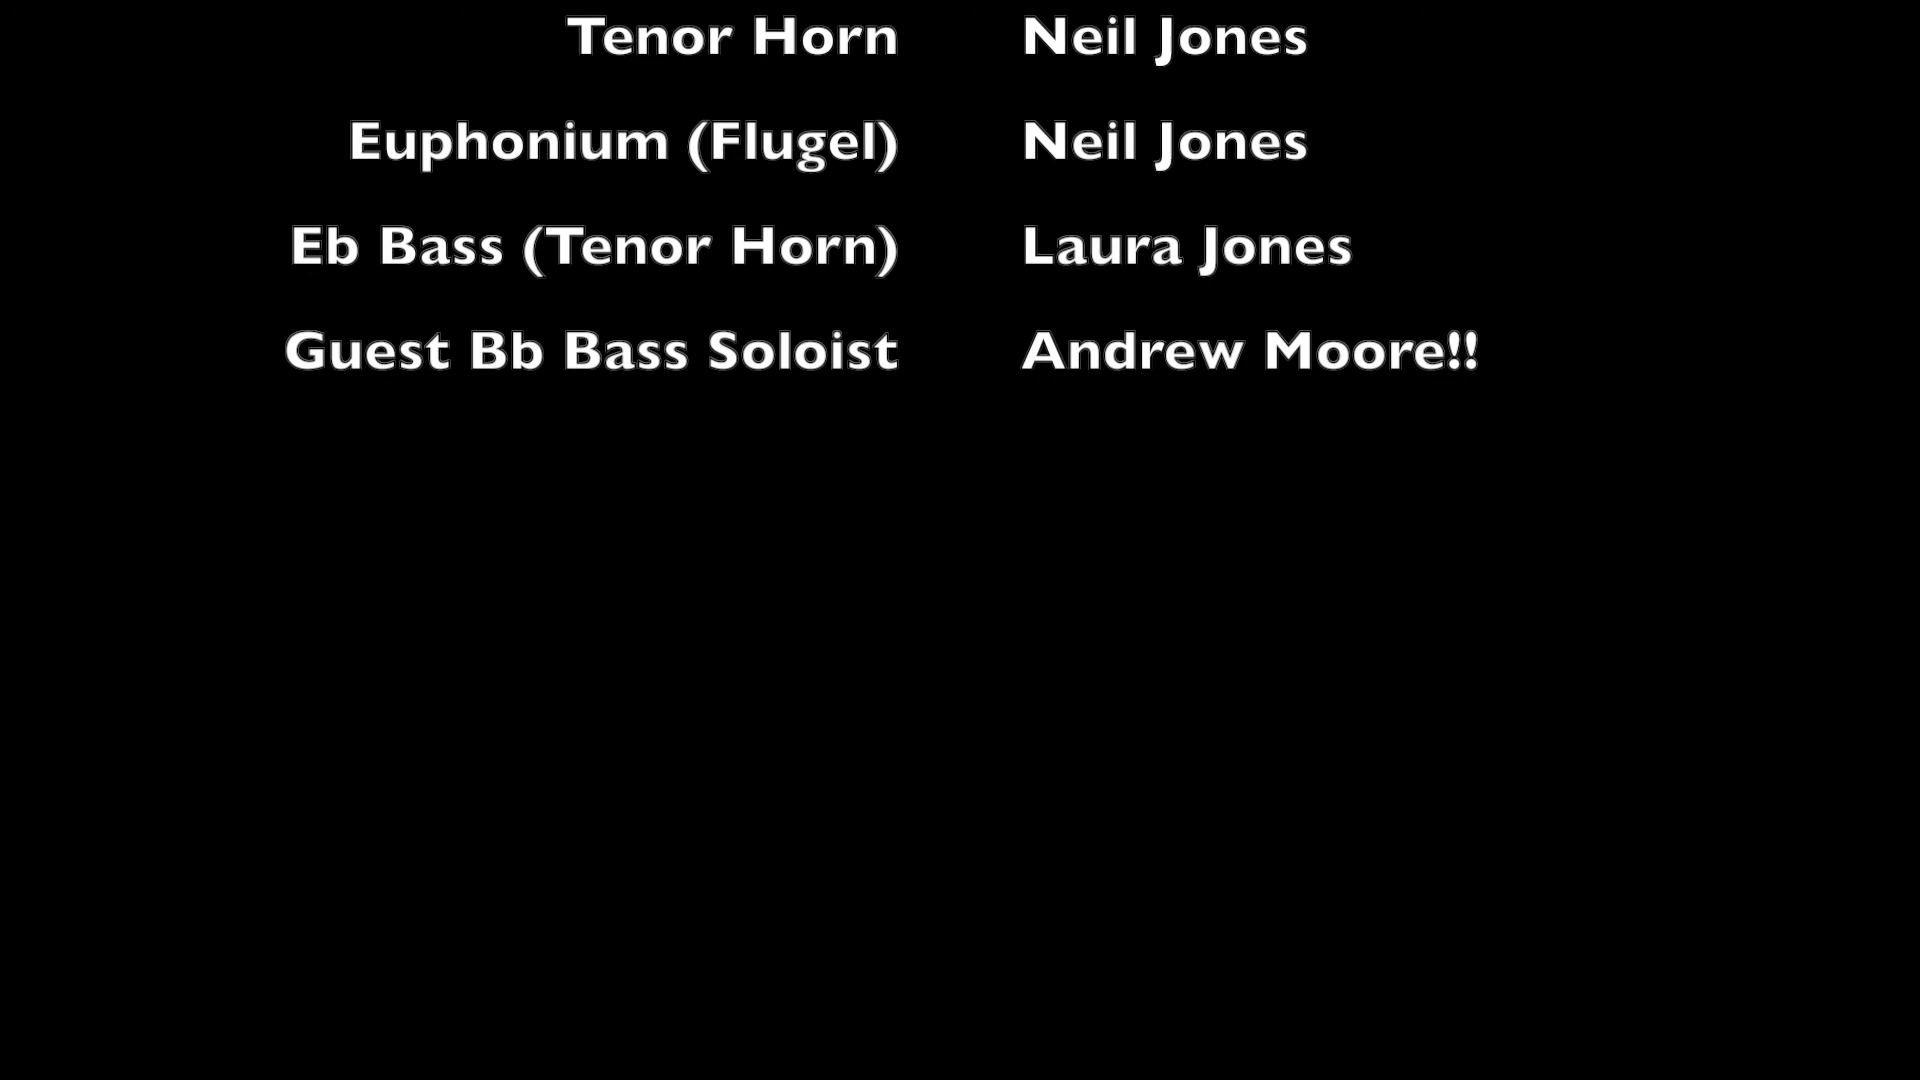 Tenor Horn Neil Jones
Euphonium (Flugel) Neil Jones
Eb Bass (Tenor Horn) Laura Jones
Guest Bb Bass Soloist Andrew Moore!!